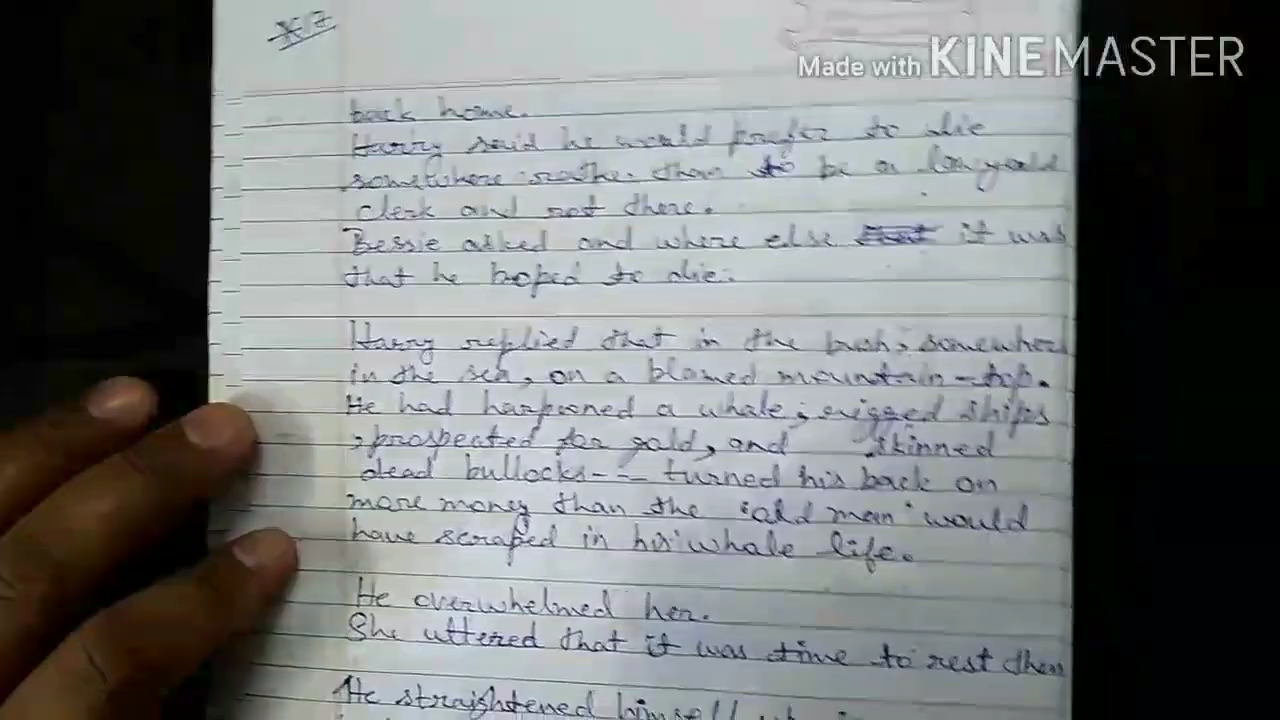 * 7
Made with KINEMASTER
back home.
Harry said he would prefer to die
somewhere rathe. than to be a
clerk and not there.
Bessie asked and where else it was
that he hoped to die.
Harry replied that in the bush, somewhere
in the sea, on a blomed mountain-top.
He had harpooned a whale, rigged ships
, prospected for gold, and skinned
dead bullocks--- turned his back on
more money than the 'old man' would
have scraped in his whole life.
He overwhelmed her.
She uttered that it was time to rest then
He straightened himself